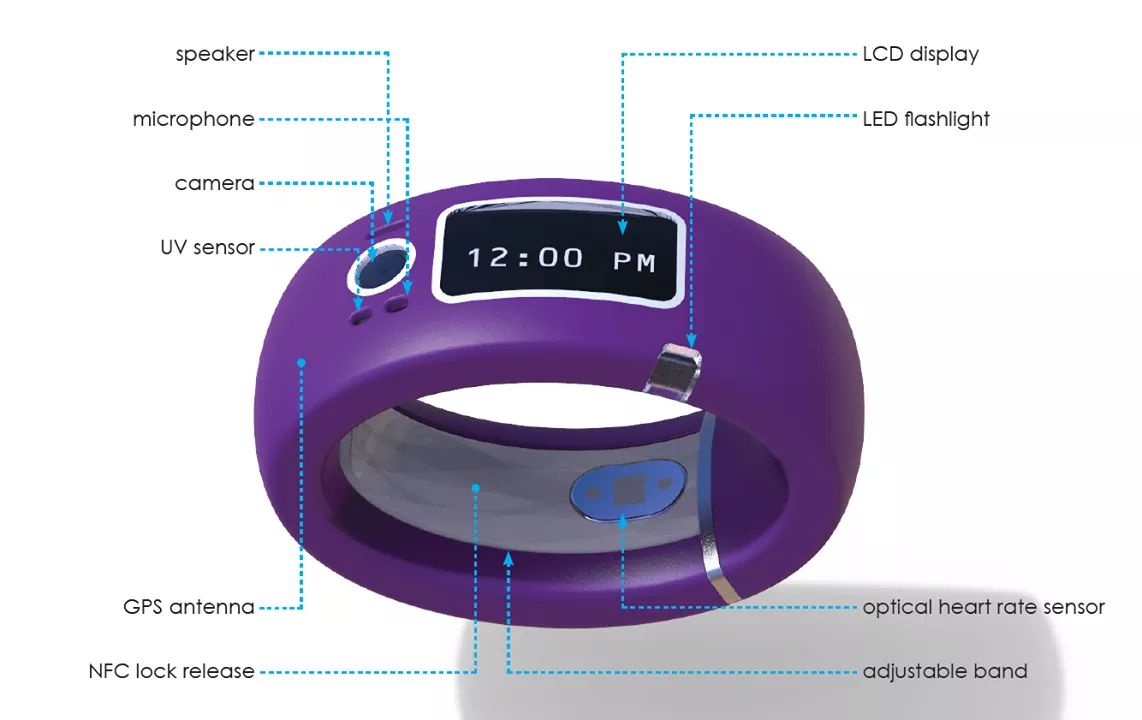 speaker
LCD display
microphone
LED flashlight
camera
UV sensor
12:00 PM
GPS antenna
optical heart rate sensor
NFC lock release
adjustable band